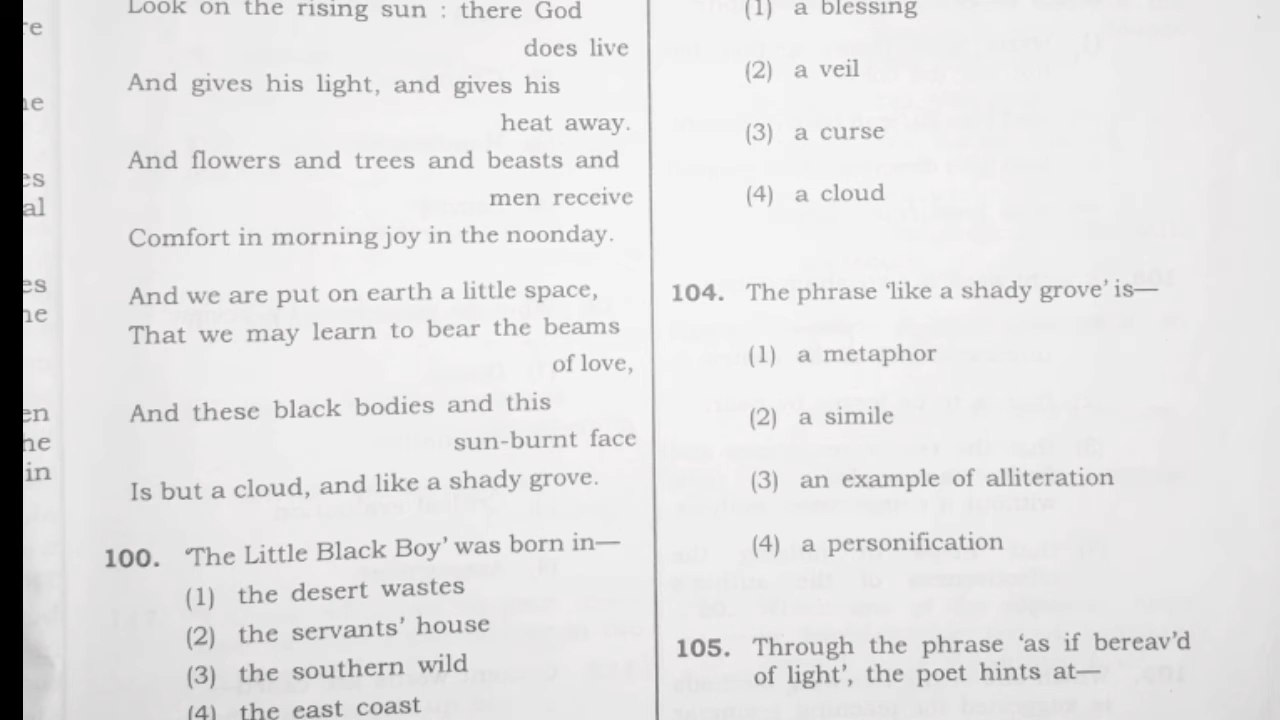 Look on the rising sun : there God
does live
And gives his light, and gives his
heat away.
And flowers and trees and beasts and
men receive
Comfort in morning joy in the noonday.
And we are put on earth a little space,
That we may learn to bear the beams
of love,
And these black bodies and this
sun-burnt face
Is but a cloud, and like a shady grove.
100. 'The Little Black Boy' was born in—
(1) the desert wastes
(2) the servants' house
(3) the southern wild
(4) the east coast
(1) a blessing
(2) a veil
(3) a curse
(4) a cloud
104. The phrase 'like a shady grove' is—
(1) a metaphor
(2) a simile
(3) an example of alliteration
(4) a personification
105. Through the phrase 'as if bereav'd
of light', the poet hints at—